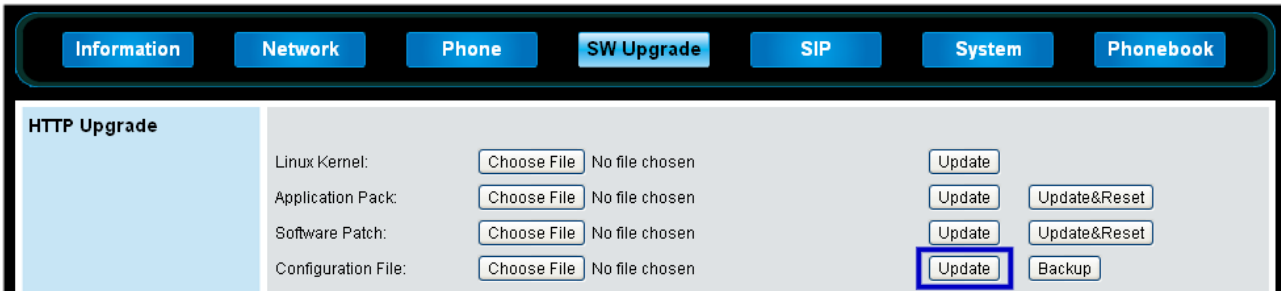 Information Network Phone SW Upgrade SIP System Phonebook
HTTP Upgrade
Linux Kernel: Choose File No file chosen Update
Application Pack: Choose File No file chosen Update Update&Reset
Software Patch: Choose File No file chosen Update Update&Reset
Configuration File: Choose File No file chosen Update Backup